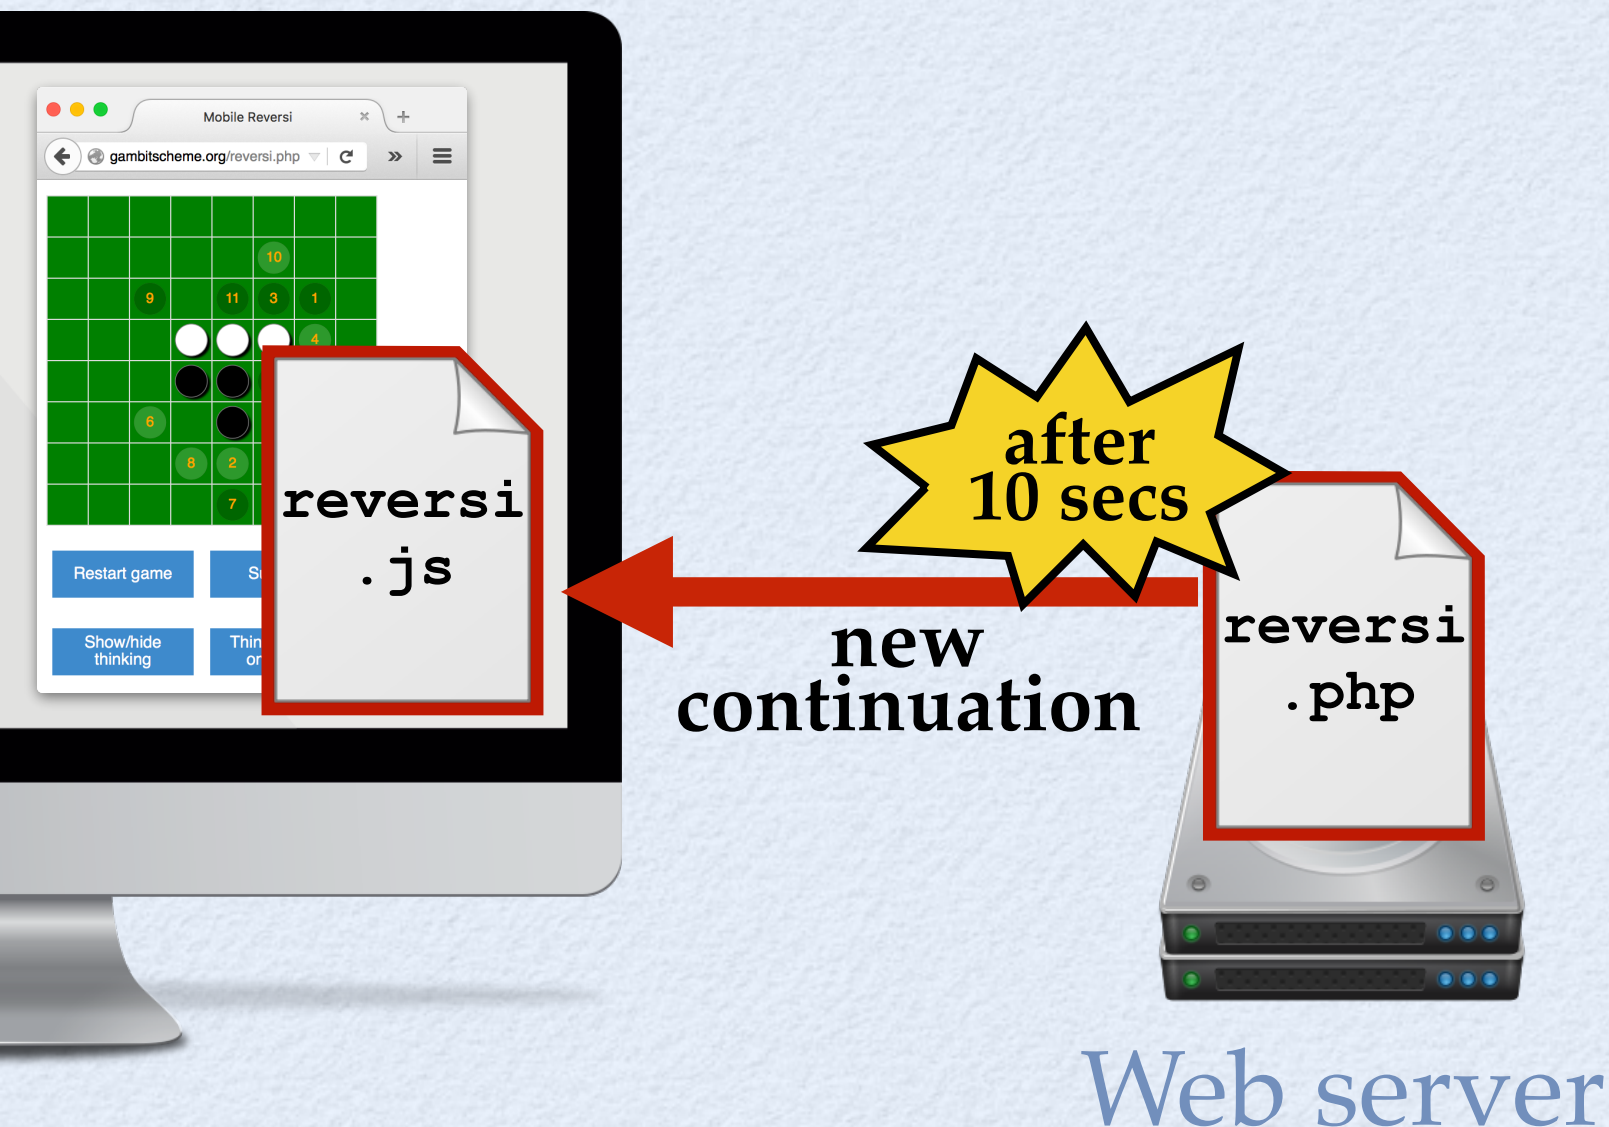 Mobile Reversi
gambitscheme.org/reversi.php
10
9 11 3 1
4
6
8 2
7
Restart game
Show/hide
thinking
reversi
.js
after
10 secs
new
continuation
reversi
.php
Web server